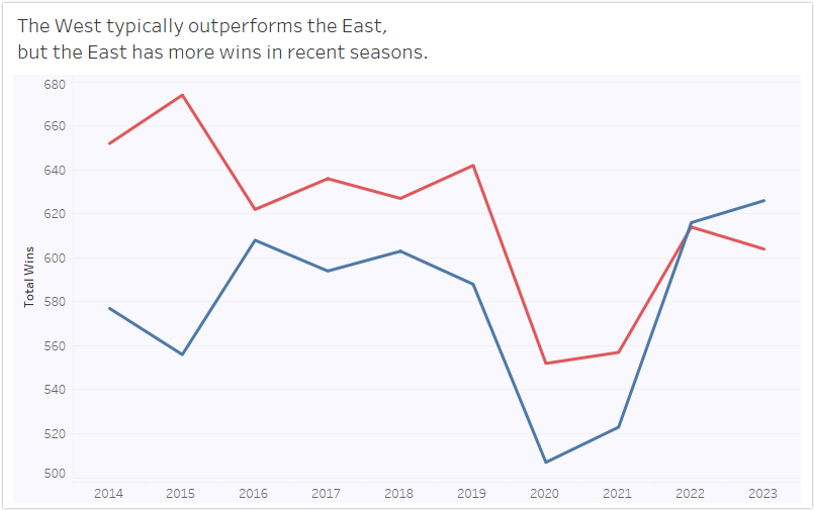 The West typically outperforms the East,
but the East has more wins in recent seasons.
Total Wins
680
660
640
620
600
580
560
540
520
500
2014 2015 2016 2017 2018 2019 2020 2021 2022 2023